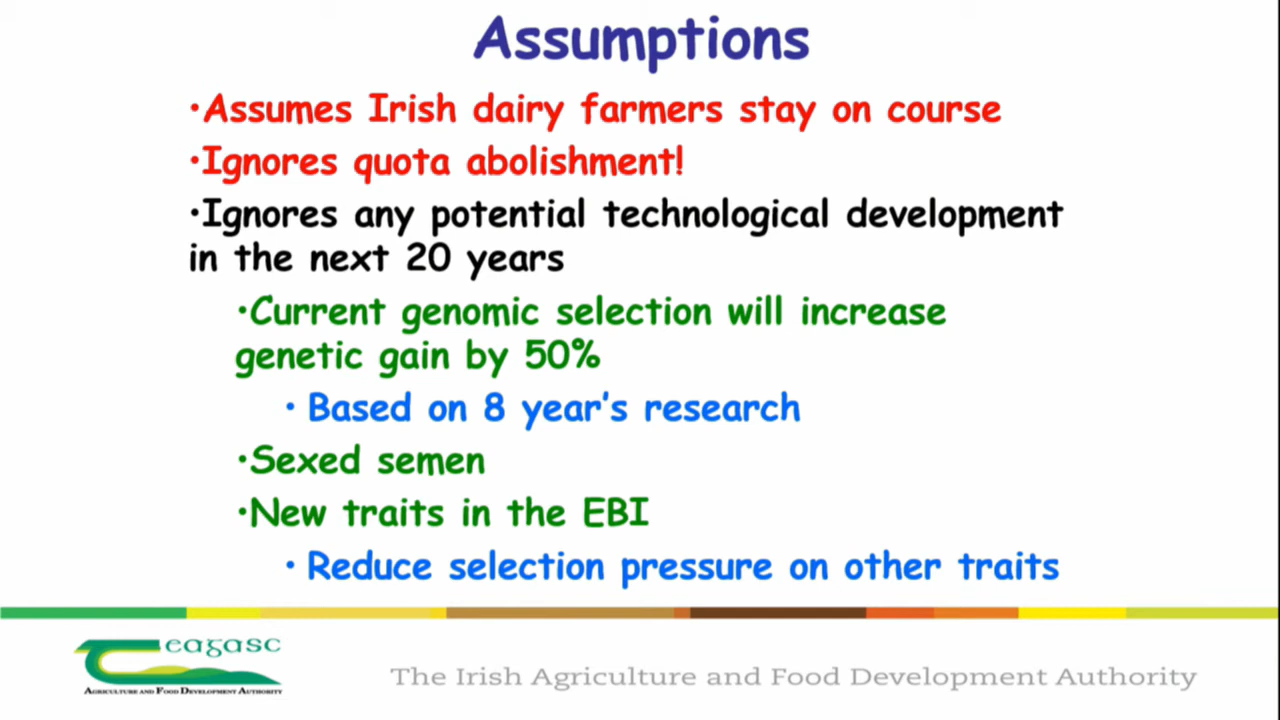 Assumptions
•Assumes Irish dairy farmers stay on course
•Ignores quota abolishment!
•Ignores any potential technological development
in the next 20 years
•Current genomic selection will increase
genetic gain by 50%
• Based on 8 year's research
•Sexed semen
•New traits in the EBI
• Reduce selection pressure on other traits
eagasc
AGRICULTURE AND FOOD DEVELOPMENT AUTHORITY
The Irish Agriculture and Food Development Authority